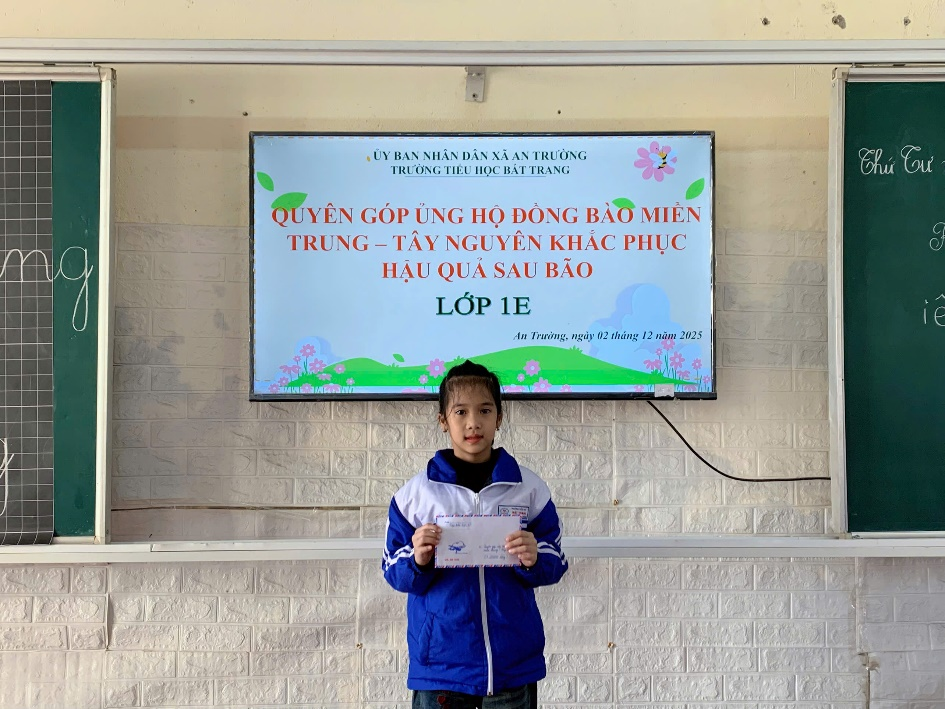 ỦY BAN NHÂN DÂN XÃ AN TRƯỜNG
TRƯỜNG TIỂU HỌC BÁT TRANG
QUYÊN GÓP ỦNG HỘ ĐỒNG BÀO MIỀN
TRUNG – TÂY NGUYÊN KHẮC PHỤC
HẬU QUẢ SAU BÃO
LỚP 1E
An Trường, ngày 02 tháng 12 năm 2025
Thứ Tư